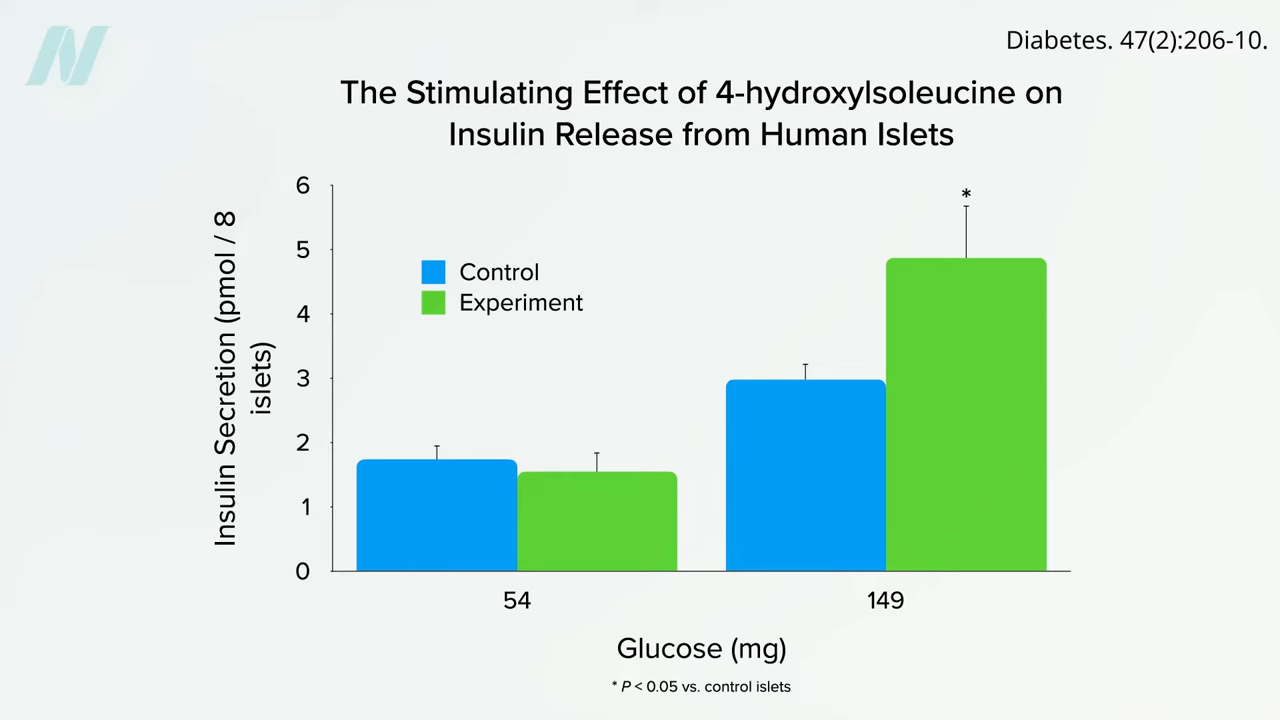 Diabetes. 47(2):206-10.
The Stimulating Effect of 4-hydroxylsoleucine on
Insulin Release from Human Islets
Insulin Secretion (pmol / 8
islets)
6
5
4
3
2
1
0
Control
Experiment
*
54
149
Glucose (mg)
* P < 0.05 vs. control islets